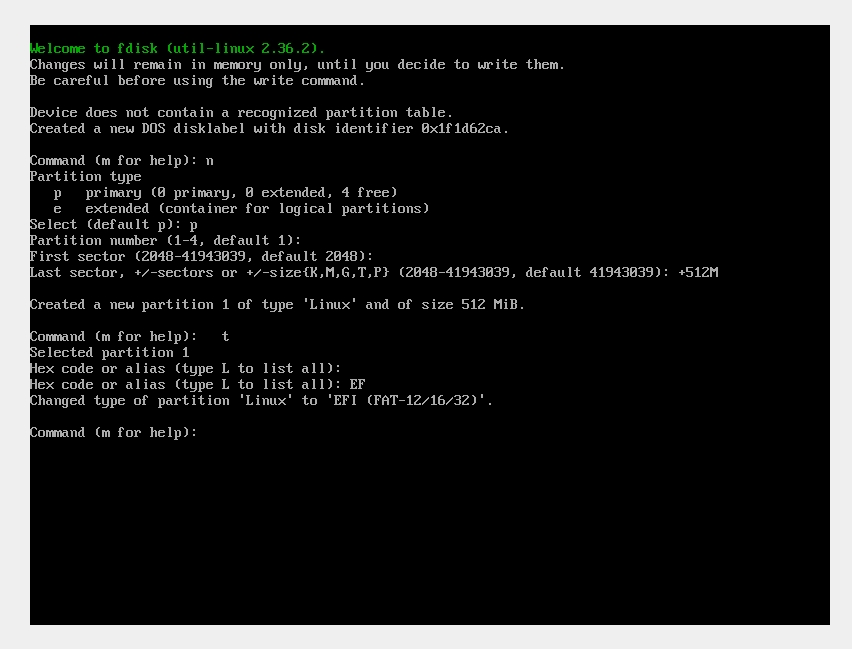 Welcome to fdisk (util-linux 2.36.2).
Changes will remain in memory only, until you decide to write them.
Be careful before using the write command.
Device does not contain a recognized partition table.
Created a new DOS disklabel with disk identifier 0x1f1d62ca.
Command (m for help): n
Partition type
p   primary (0 primary, 0 extended, 4 free)
e   extended (container for logical partitions)
Select (default p): p
Partition number (1-4, default 1):
First sector (2048-41943039, default 2048):
Last sector, +/-sectors or +/-size{K,M,G,T,P} (2048-41943039, default 41943039): +512M
Created a new partition 1 of type 'Linux' and of size 512 MiB.
Command (m for help):   t
Selected partition 1
Hex code or alias (type L to list all):
Hex code or alias (type L to list all): EF
Changed type of partition 'Linux' to 'EFI (FAT-12/16/32)'.
Command (m for help):